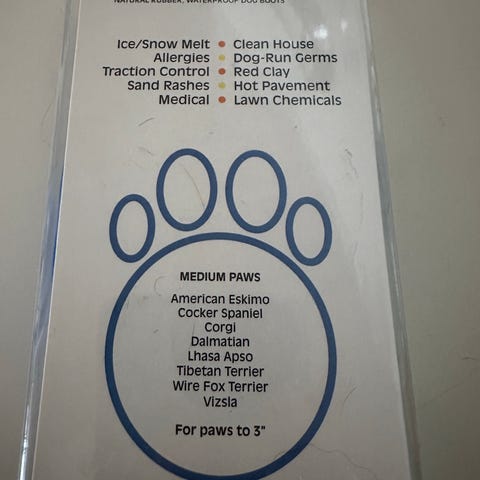 NATURAL RUBBER, WATERPROOF DOG BOOTS
Ice/Snow Melt • Clean House
Allergies • Dog-Run Germs
Traction Control • Red Clay
Sand Rashes • Hot Pavement
Medical • Lawn Chemicals
MEDIUM PAWS
American Eskimo
Cocker Spaniel
Corgi
Dalmatian
Lhasa Apso
Tibetan Terrier
Wire Fox Terrier
Vizsla
For paws to 3"